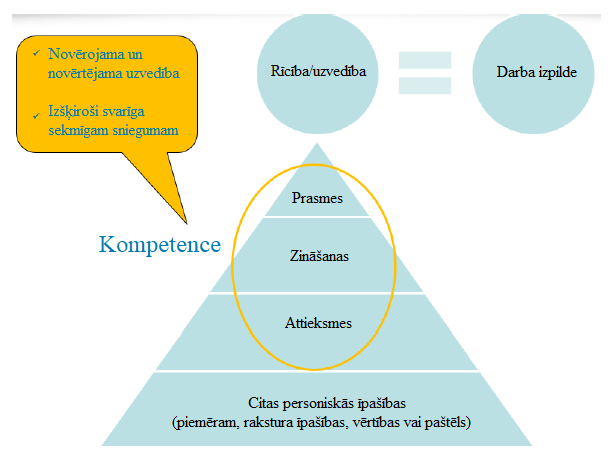 Novērojama un
novērtējama uzvedība
Izšķiroši svarīga
sekmīgam sniegumam
Rīcība/uzvedība
Darba izpilde
Kompetence
Prasmes
Zināšanas
Attieksmes
Citas personiskās īpašības
(piemēram, rakstura īpašības, vērtības vai paštēls)